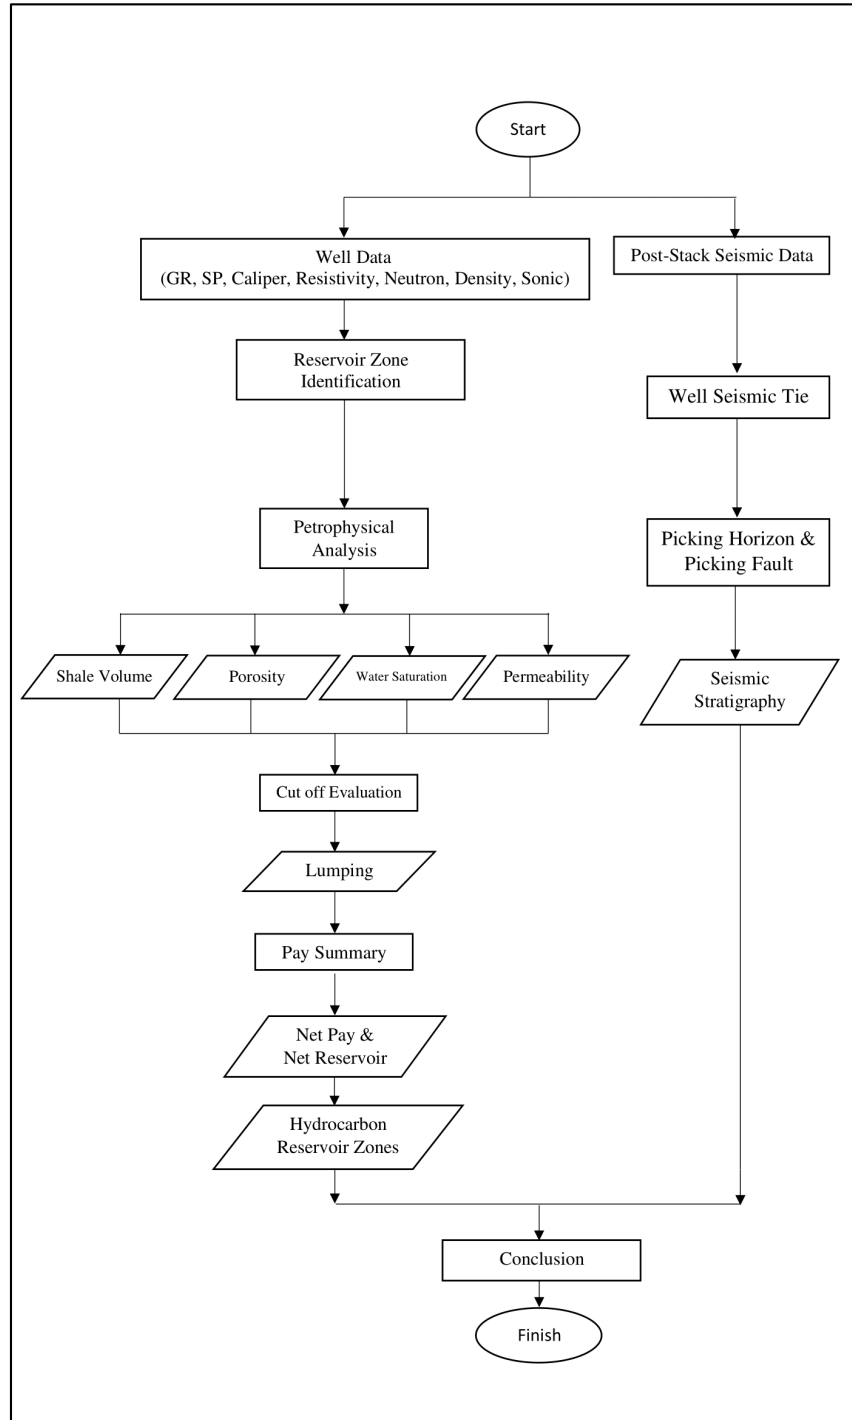 Start
Well Data
(GR, SP, Caliper, Resistivity, Neutron, Density, Sonic)
Post-Stack Seismic Data
Reservoir Zone
Identification
Well Seismic Tie
Petrophysical
Analysis
Picking Horizon &
Picking Fault
Shale Volume
Porosity
Water Saturation
Permeability
Seismic
Stratigraphy
Cut off Evaluation
Lumping
Pay Summary
Net Pay &
Net Reservoir
Hydrocarbon
Reservoir Zones
Conclusion
Finish